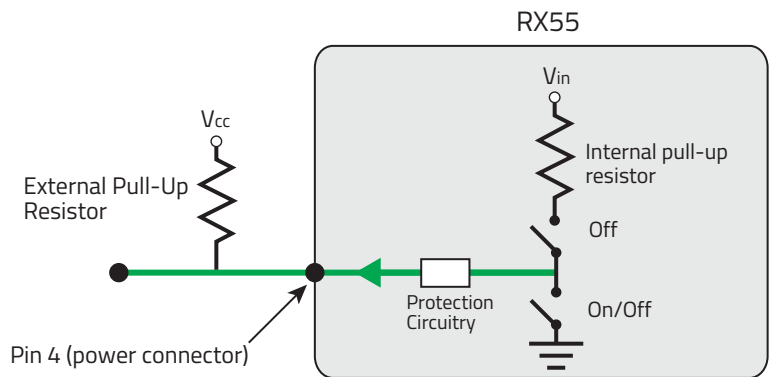 RX55
Vin
Vcc
Internal pull-up
resistor
External Pull-Up
Resistor
Off
Protection
Circuitry
On/Off
Pin 4 (power connector)